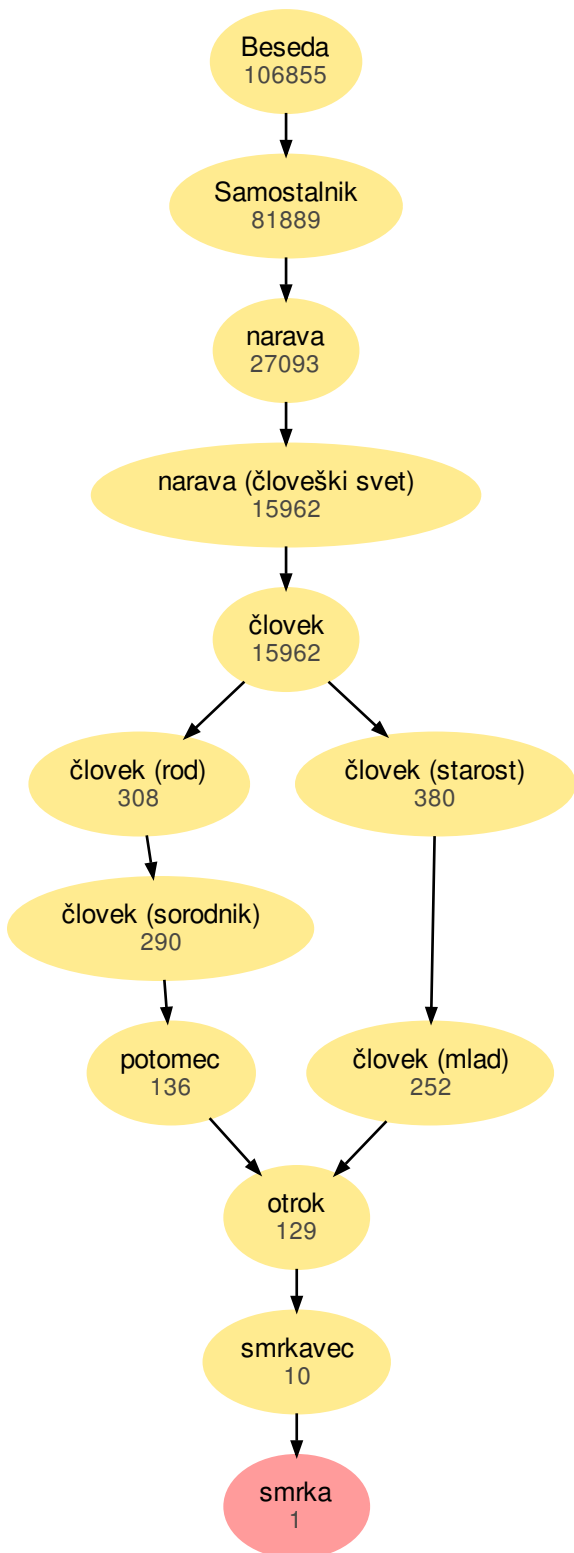 Beseda
106855
Samostalnik
81889
narava
27093
narava (človeški svet)
15962
človek
15962
človek (rod)
308
človek (starost)
380
človek (sorodnik)
290
potomec
136
človek (mlad)
252
otrok
129
smrkavec
10
smrka
1